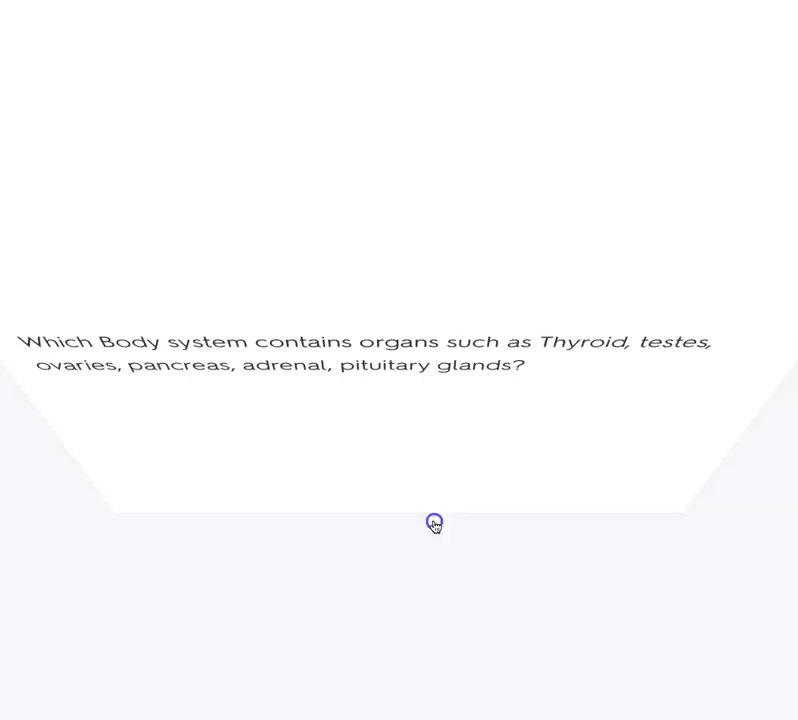 Which Body system contains organs such as Thyroid, testes,
ovaries, pancreas, adrenal, pituitary glands?